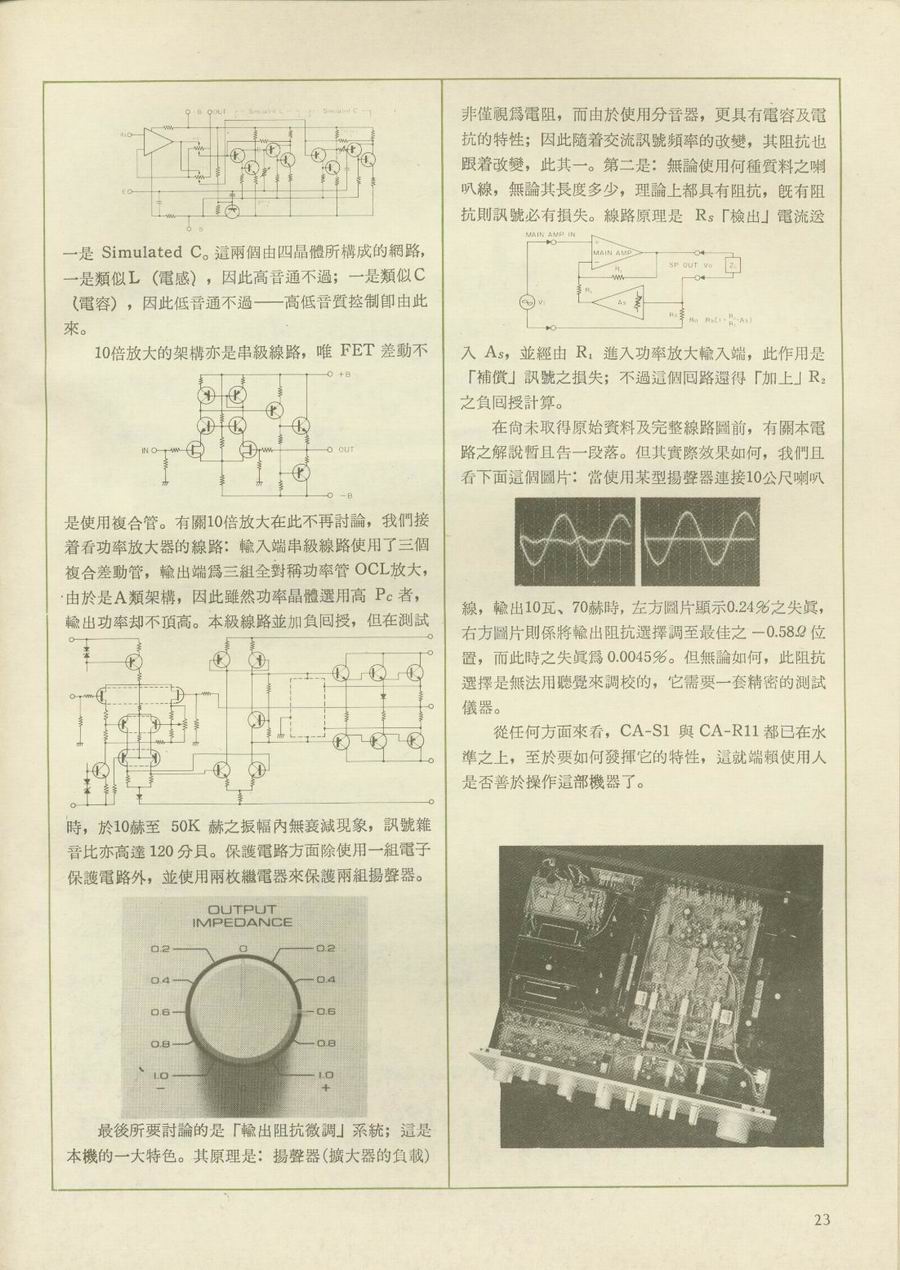 -B OUT Simulated L Simulated C
IN
E
B
一是 Simulated C。這兩個由四晶體所構成的網路,
一是類似L（電感）, 因此高音通不過; 一是類似C
（電容）, 因此低音通不過——高低音質控制卽由此
來。
10倍放大的架構亦是串級線路, 唯 FET 差動不
+B
IN OUT
-B
是使用複合管。有關10倍放大在此不再討論, 我們接
着看功率放大器的線路: 輸入端串級線路使用了三個
複合差動管, 輸出端爲三組全對稱功率管 OCL放大,
由於是A類架構, 因此雖然功率晶體選用高 Pc 者,
輸出功率却不頂高。本級線路並加負囘授, 但在測試
時, 於10赫至 50K 赫之振幅內無衰減現象, 訊號雜
音比亦高達 120 分貝。保護電路方面除使用一組電子
保護電路外, 並使用兩枚繼電器來保護兩組揚聲器。
OUTPUT
IMPEDANCE
0.2 0 0.2
0.4 0.4
0.6 0.6
0.8 0.8
1.0 1.0
− +
最後所要討論的是「輸出阻抗微調」系統; 這是
本機的一大特色。其原理是: 揚聲器(擴大器的負載)
非僅視爲電阻, 而由於使用分音器, 更具有電容及電
抗的特性; 因此隨着交流訊號頻率的改變, 其阻抗也
跟着改變, 此其一。第二是: 無論使用何種質料之喇
叭線, 無論其長度多少, 理論上都具有阻抗, 旣有阻
抗則訊號必有損失。線路原理是 Rs「檢出」電流送
MAIN AMP IN
MAIN AMP
SP OUT Vo
As
入 As, 並經由 R₁ 進入功率放大輸入端, 此作用是
「補償」訊號之損失; 不過這個囘路還得「加上」R₂
之負囘授計算。
在尙未取得原始資料及完整線路圖前, 有關本電
路之解說暫且告一段落。但其實際效果如何, 我們且
看下面這個圖片: 當使用某型揚聲器連接10公尺喇叭
線, 輸出10瓦、70赫時, 左方圖片顯示0.24%之失眞,
右方圖片則係將輸出阻抗選擇調至最佳之 −0.58Ω 位
置, 而此時之失眞爲 0.0045%。但無論如何, 此阻抗
選擇是無法用聽覺來調校的, 它需要一套精密的測試
儀器。
從任何方面來看, CA-S1 與 CA-R11 都已在水
準之上, 至於要如何發揮它的特性, 這就端賴使用人
是否善於操作這部機器了。
23